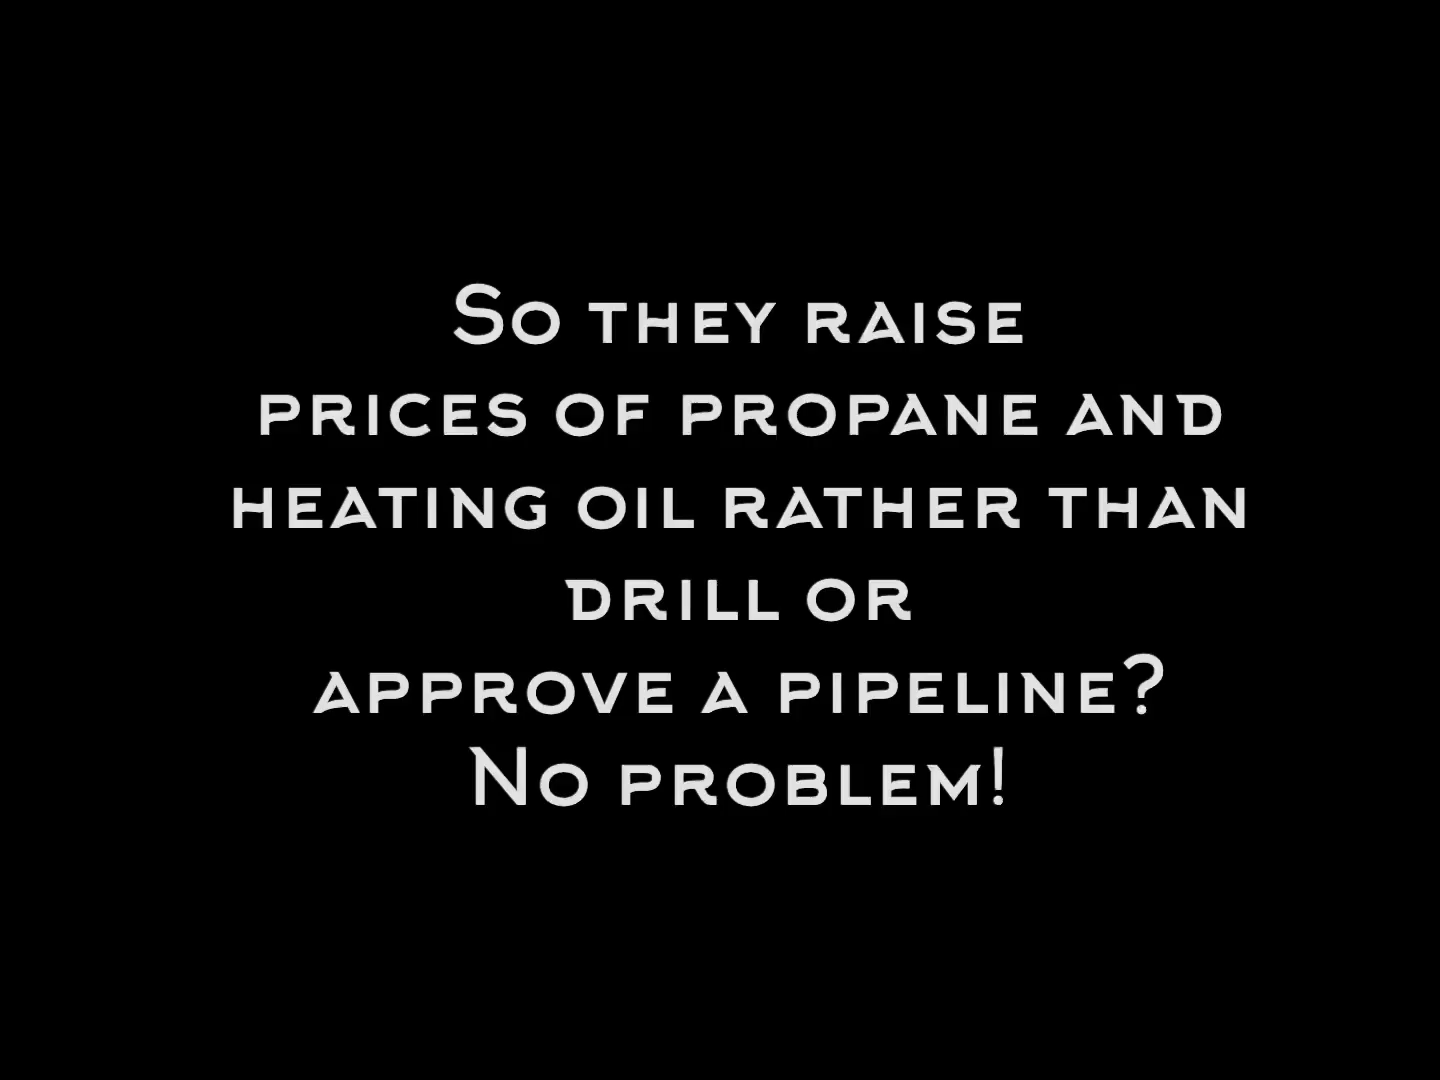 So they raise
prices of propane and
heating oil rather than
drill or
approve a pipeline?
No problem!